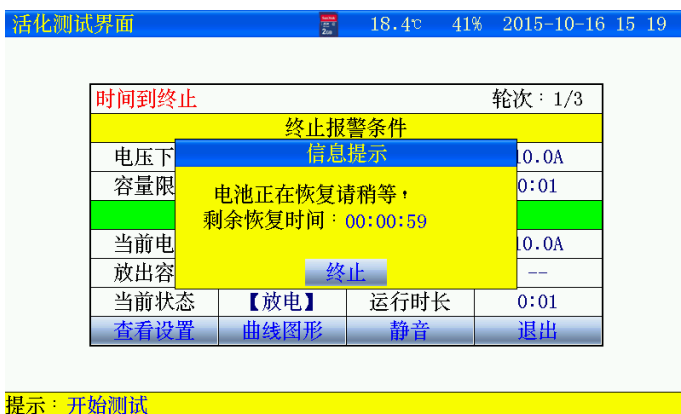 活化测试界面 18.4℃ 41% 2015-10-16 15 19
时间到终止 轮次：1/3
终止报警条件
电压下 10.0A
容量限 0:01
信息提示
电池正在恢复请稍等，
剩余恢复时间：00:00:59
终止
当前电 10.0A
放出容 --
当前状态 【放电】 运行时长 0:01
查看设置 曲线图形 静音 退出
提示：开始测试